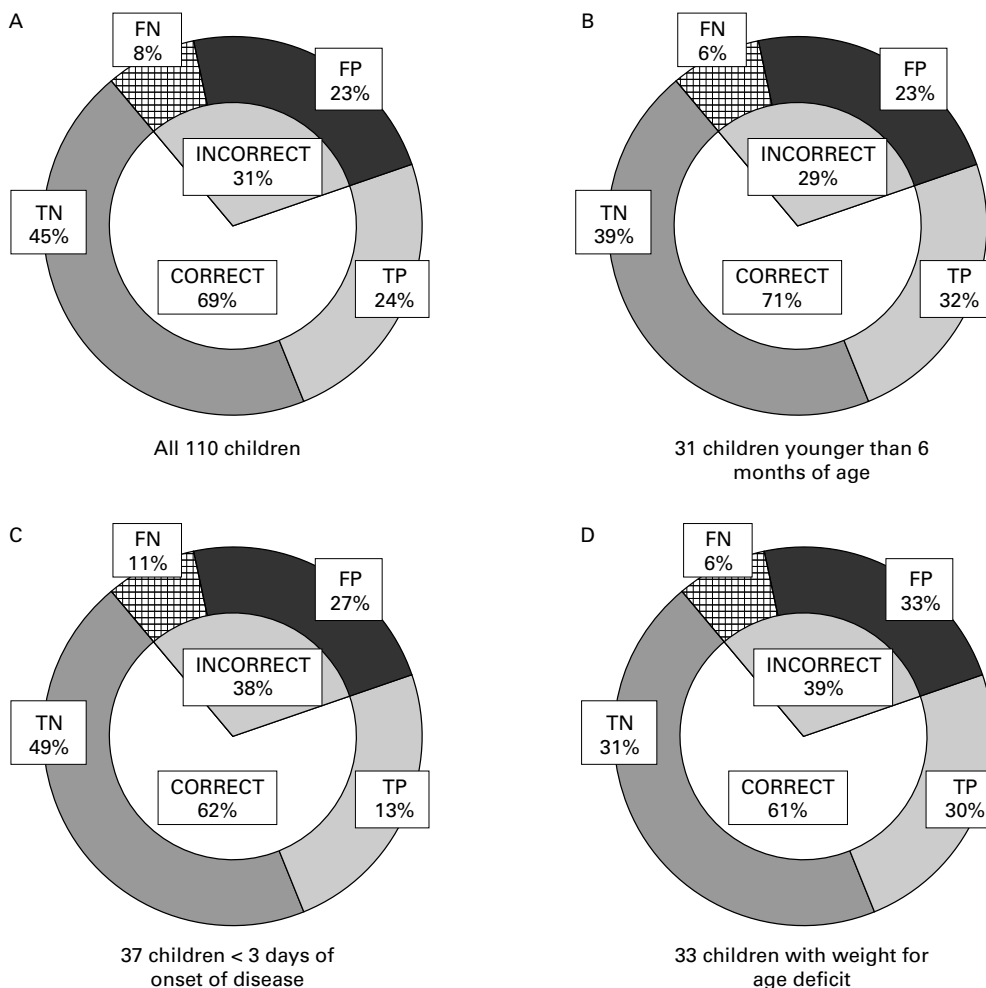 A
FN
8%
FP
23%
INCORRECT
31%
TN
45%
CORRECT
69%
TP
24%
All 110 children
B
FN
6%
FP
23%
INCORRECT
29%
TN
39%
CORRECT
71%
TP
32%
31 children younger than 6
months of age
C
FN
11%
FP
27%
INCORRECT
38%
TN
49%
CORRECT
62%
TP
13%
37 children < 3 days of
onset of disease
D
FN
6%
FP
33%
INCORRECT
39%
TN
31%
CORRECT
61%
TP
30%
33 children with weight for
age deficit